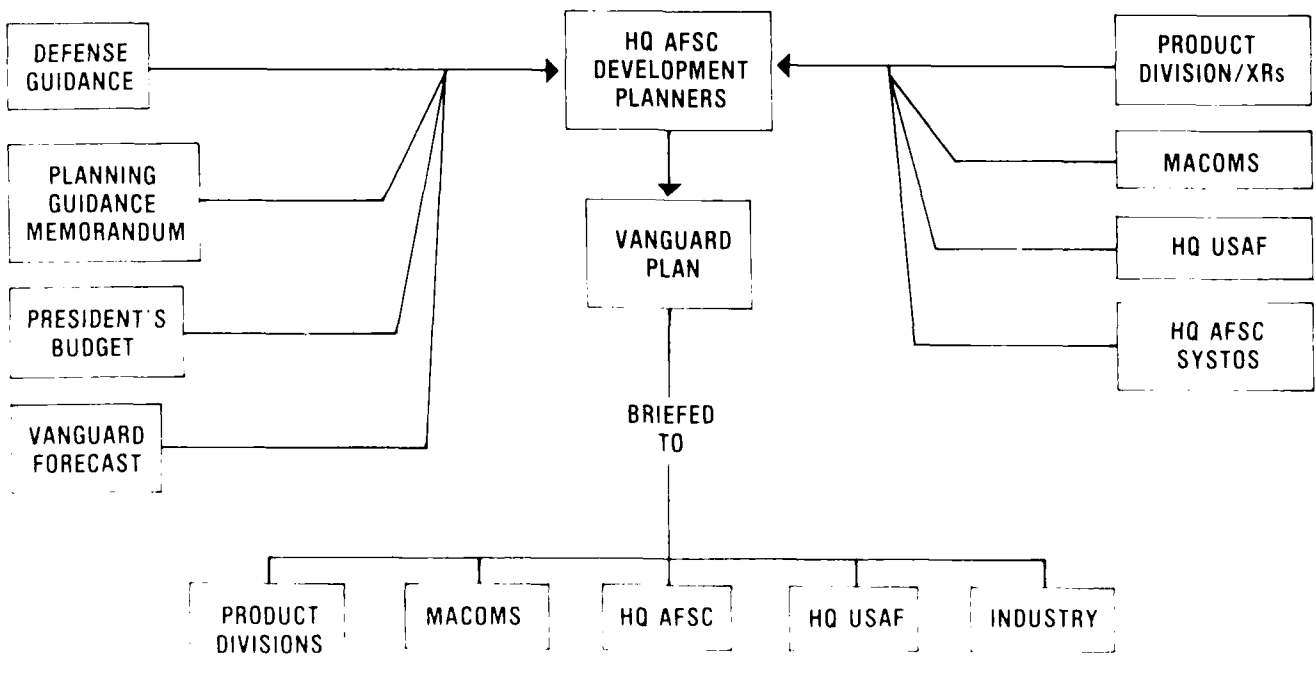 DEFENSE
GUIDANCE
PLANNING
GUIDANCE
MEMORANDUM
PRESIDENT'S
BUDGET
VANGUARD
FORECAST
HQ AFSC
DEVELOPMENT
PLANNERS
VANGUARD
PLAN
BRIEFED
TO
PRODUCT
DIVISION/XRs
MACOMS
HQ USAF
HQ AFSC
SYSTOS
PRODUCT
DIVISIONS
MACOMS
HQ AFSC
HQ USAF
INDUSTRY